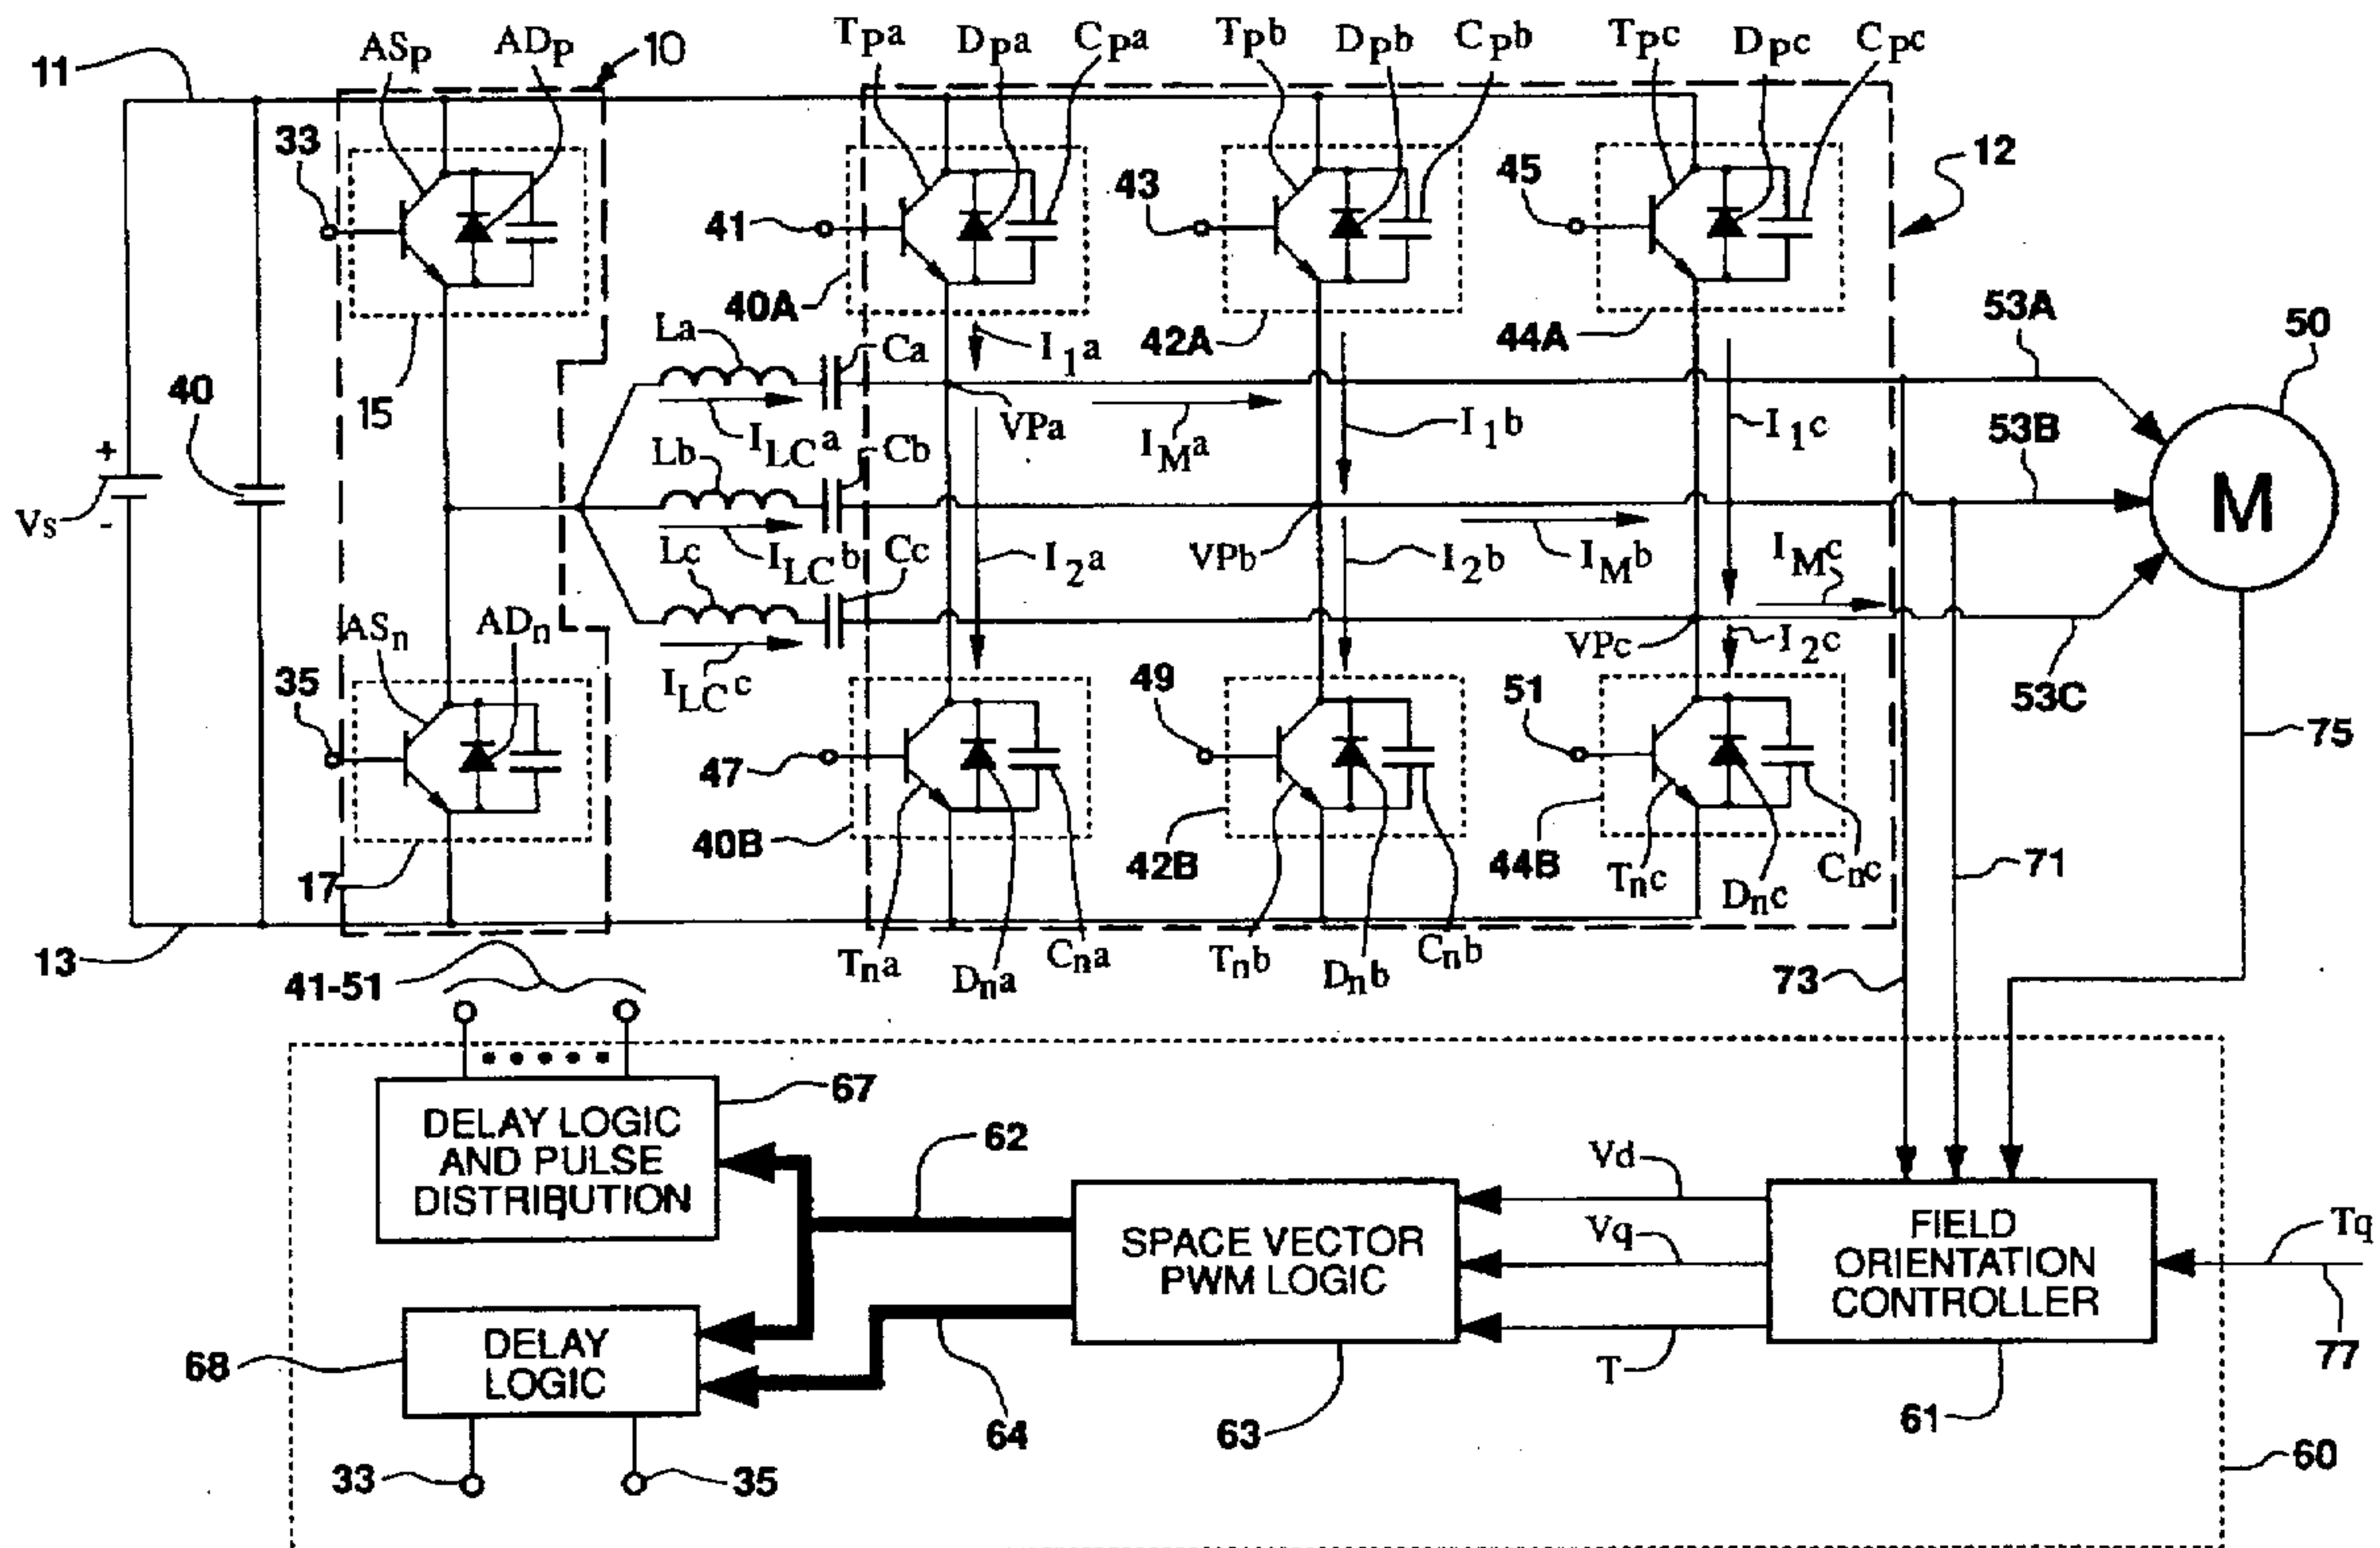 ASp ADp 10 Tpa Dpa Cpa Tpb Dpb Cpb Tpc Dpc Cpc
11
33 41 43 45 12
40A 42A 44A 53A 50
15 La Ca I1a
40 ILCa VPa IMa I1b I1c 53B
+ Lb Cb M
Vs
-
ILCb I2a VPb I2b IMb IMc
Lc Cc
ASn ADn ILCc VPc I2c 53C
35 47 49 51 75
17 40B 42B 44B Tnc Dnc Cnc 71
13 Tna Dna Cna Tnb Dnb Cnb 73
41-51
67
DELAY LOGIC
AND PULSE
DISTRIBUTION
62
SPACE VECTOR
PWM LOGIC
Vd
Vq
T
FIELD
ORIENTATION
CONTROLLER
Tq
77
68
DELAY
LOGIC
64 63 61
33 35 60